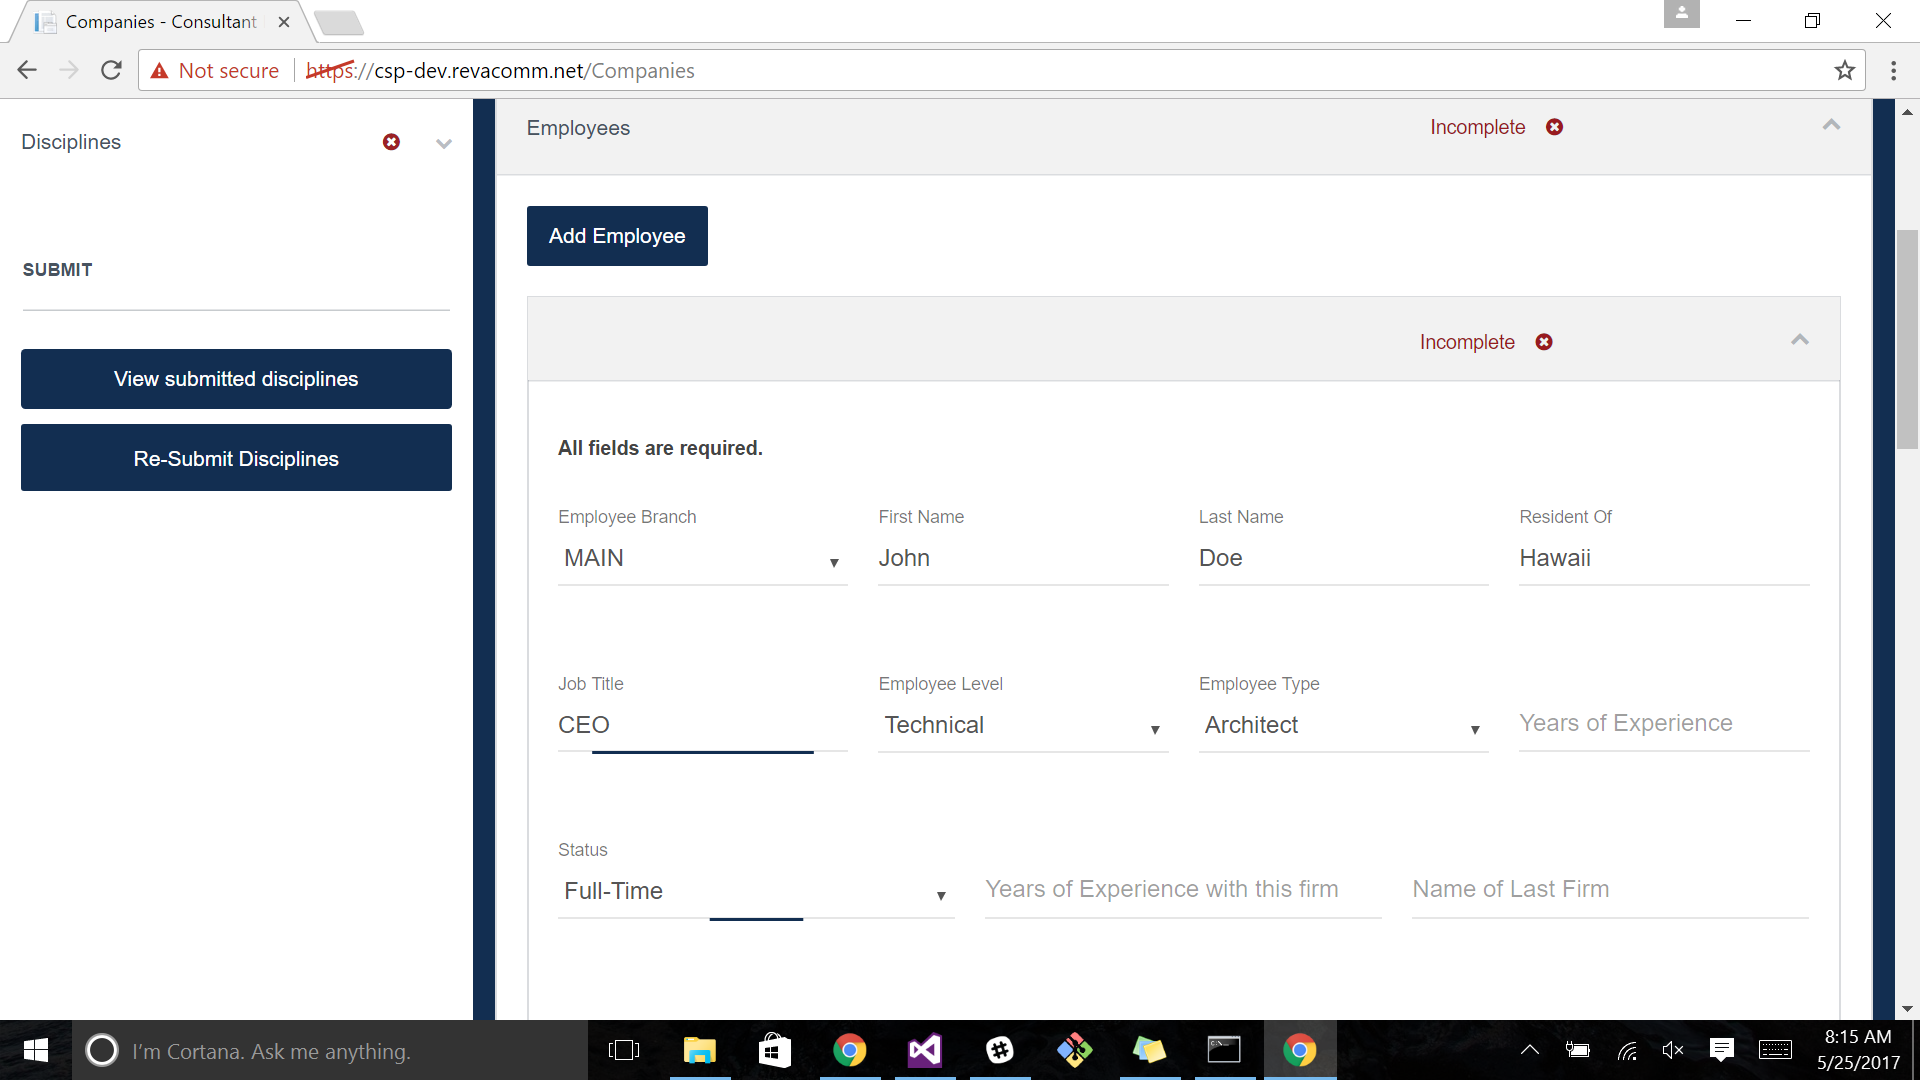 Companies - Consultant
Not secure https://csp-dev.revacomm.net/Companies
Disciplines
SUBMIT
View submitted disciplines
Re-Submit Disciplines
Employees Incomplete
Add Employee
Incomplete
All fields are required.
Employee Branch First Name Last Name Resident Of
MAIN John Doe Hawaii
Job Title Employee Level Employee Type
CEO Technical Architect Years of Experience
Status
Full-Time Years of Experience with this firm Name of Last Firm
I'm Cortana. Ask me anything.
8:15 AM
5/25/2017